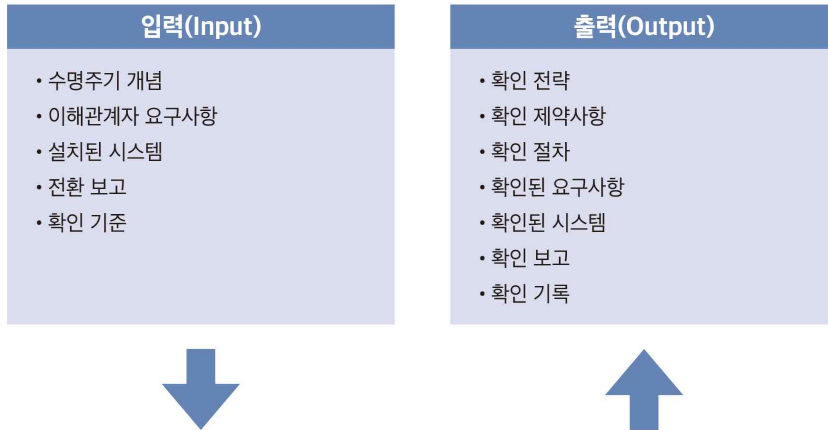 입력(Input)
• 수명주기 개념
• 이해관계자 요구사항
• 설치된 시스템
• 전환 보고
• 확인 기준
출력(Output)
• 확인 전략
• 확인 제약사항
• 확인 절차
• 확인된 요구사항
• 확인된 시스템
• 확인 보고
• 확인 기록